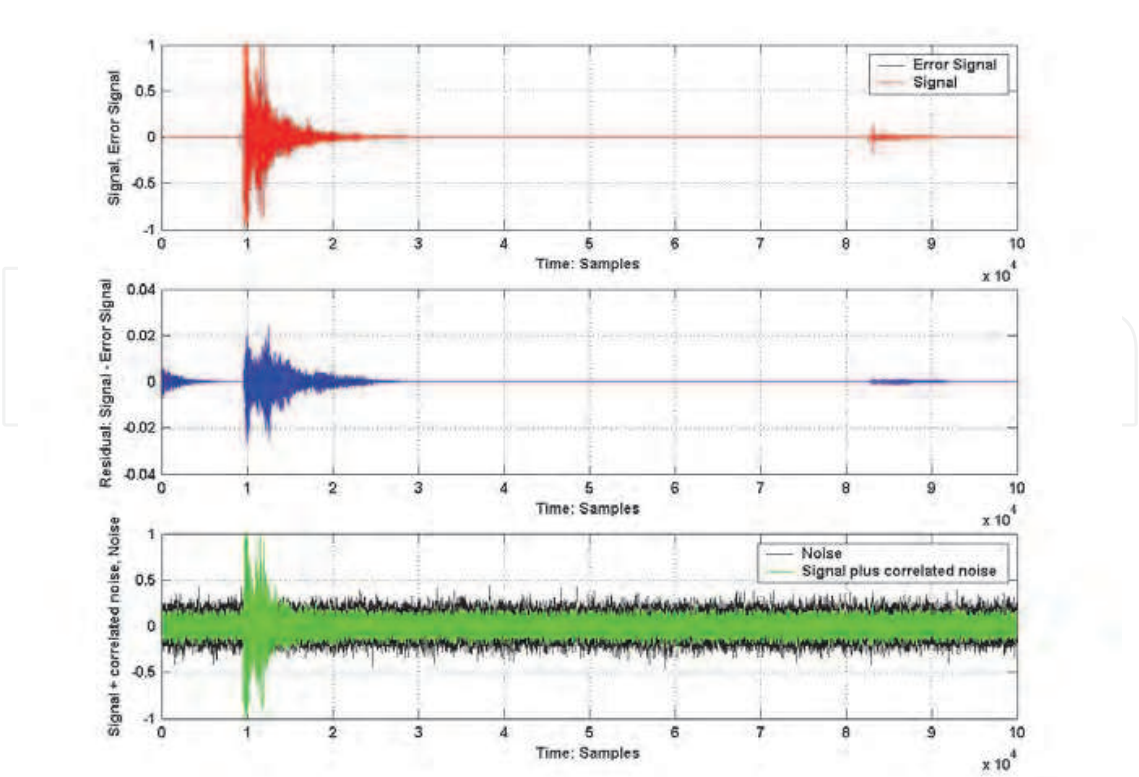 Signal, Error Signal
1
0.5
0
-0.5
-1
Error Signal
Signal
0 1 2 3 4 5 6 7 8 9 10
Time: Samples
x 10^4
Residual: Signal - Error Signal
0.04
0.02
0
-0.02
-0.04
0 1 2 3 4 5 6 7 8 9 10
Time: Samples
x 10^4
Signal + correlated noise, Noise
1
0.5
0
-0.5
-1
Noise
Signal plus correlated noise
0 1 2 3 4 5 6 7 8 9 10
Time: Samples
x 10^4